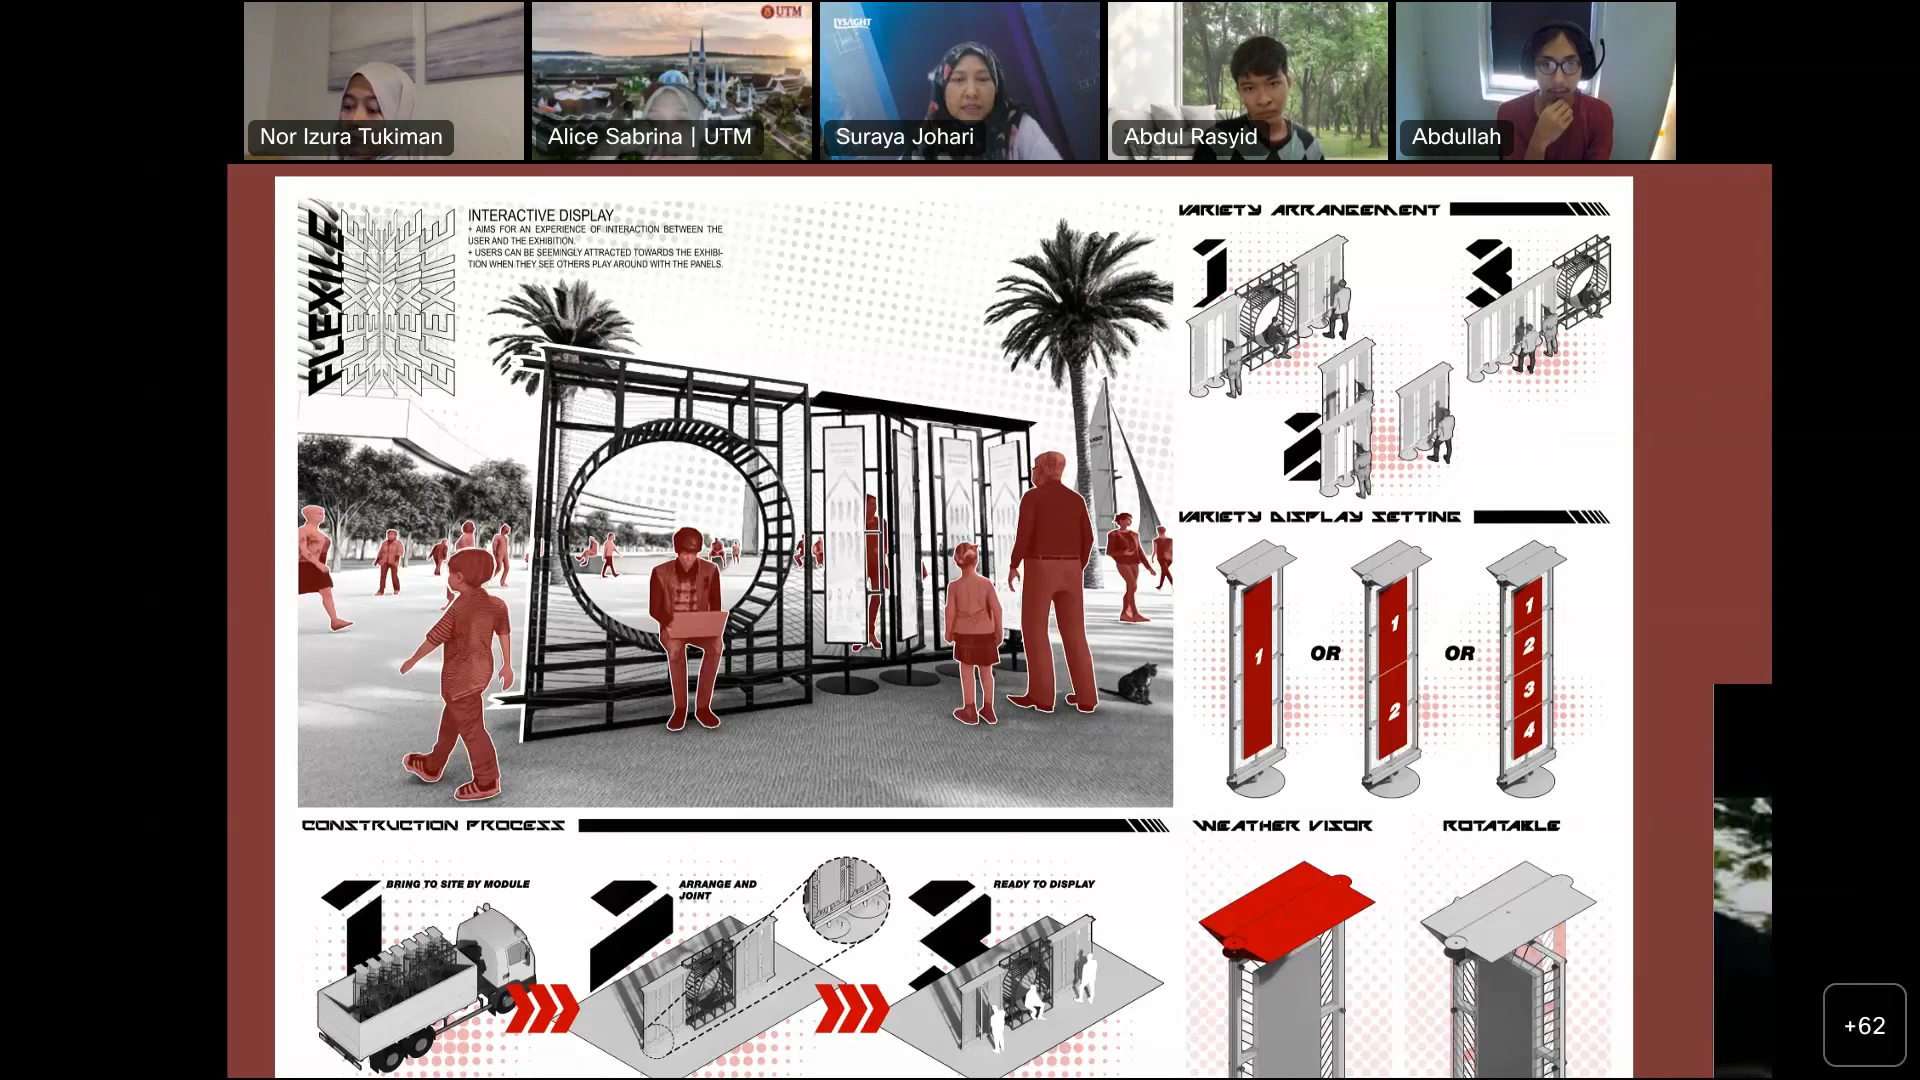 UTM
LYSAGHT
Nor Izura Tukiman
Alice Sabrina | UTM
Suraya Johari
Abdul Rasyid
Abdullah
FLEXILE
INTERACTIVE DISPLAY
+ AIMS FOR AN EXPERIENCE OF INTERACTION BETWEEN THE
USER AND THE EXHIBITION.
+ USERS CAN BE SEEMINGLY ATTRACTED TOWARDS THE EXHIBI-
TION WHEN THEY SEE OTHERS PLAY AROUND WITH THE PANELS.
VARIETY ARRANGEMENT
1
3
2
VARIETY DISPLAY SETTING
1
OR
1
2
OR
1
2
3
4
CONSTRUCTION PROCESS
1
BRING TO SITE BY MODULE
2
ARRANGE AND
JOINT
3
READY TO DISPLAY
WEATHER VISOR
ROTATABLE
+62